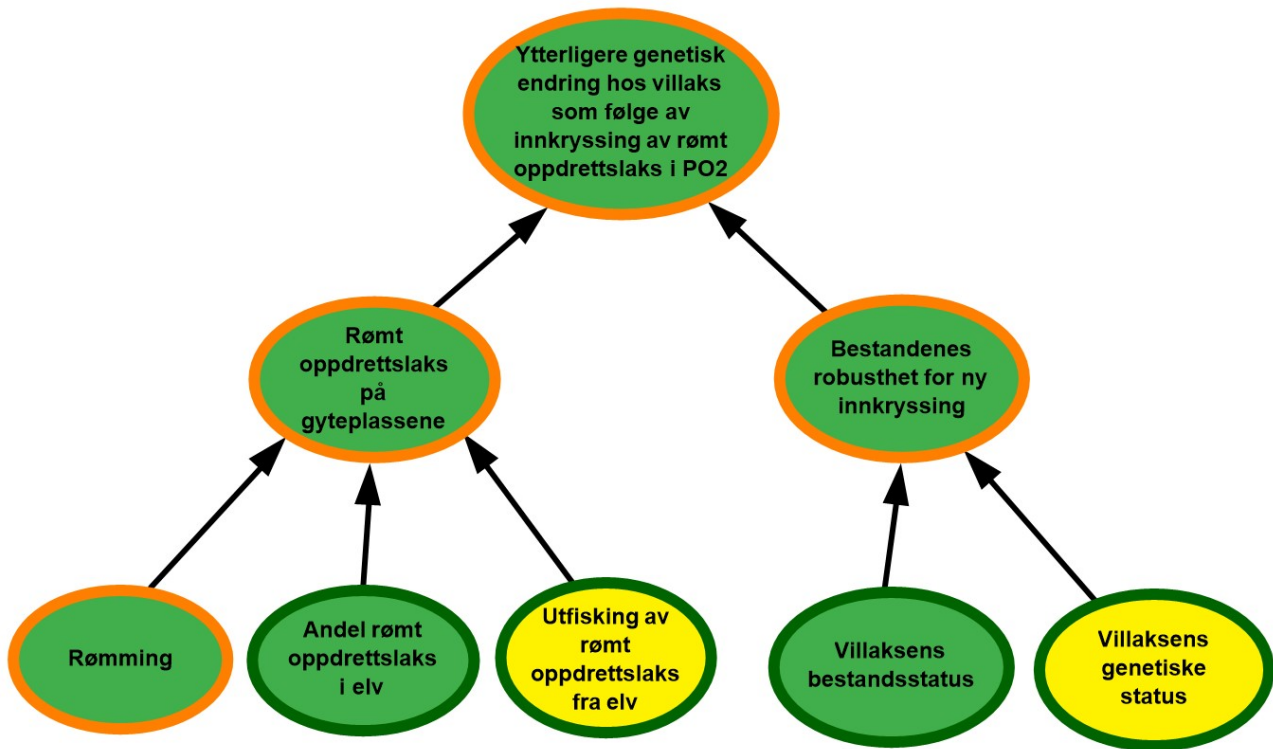 Ytterligere genetisk
endring hos villaks
som følge av
innkryssing av rømt
oppdrettslaks i PO2
Rømt
oppdrettslaks
på
gyteplassene
Bestandenes
robusthet for ny
innkryssing
Rømming
Andel rømt
oppdrettslaks
i elv
Utfisking av
rømt
oppdrettslaks
fra elv
Villaksens
bestandsstatus
Villaksens
genetiske
status